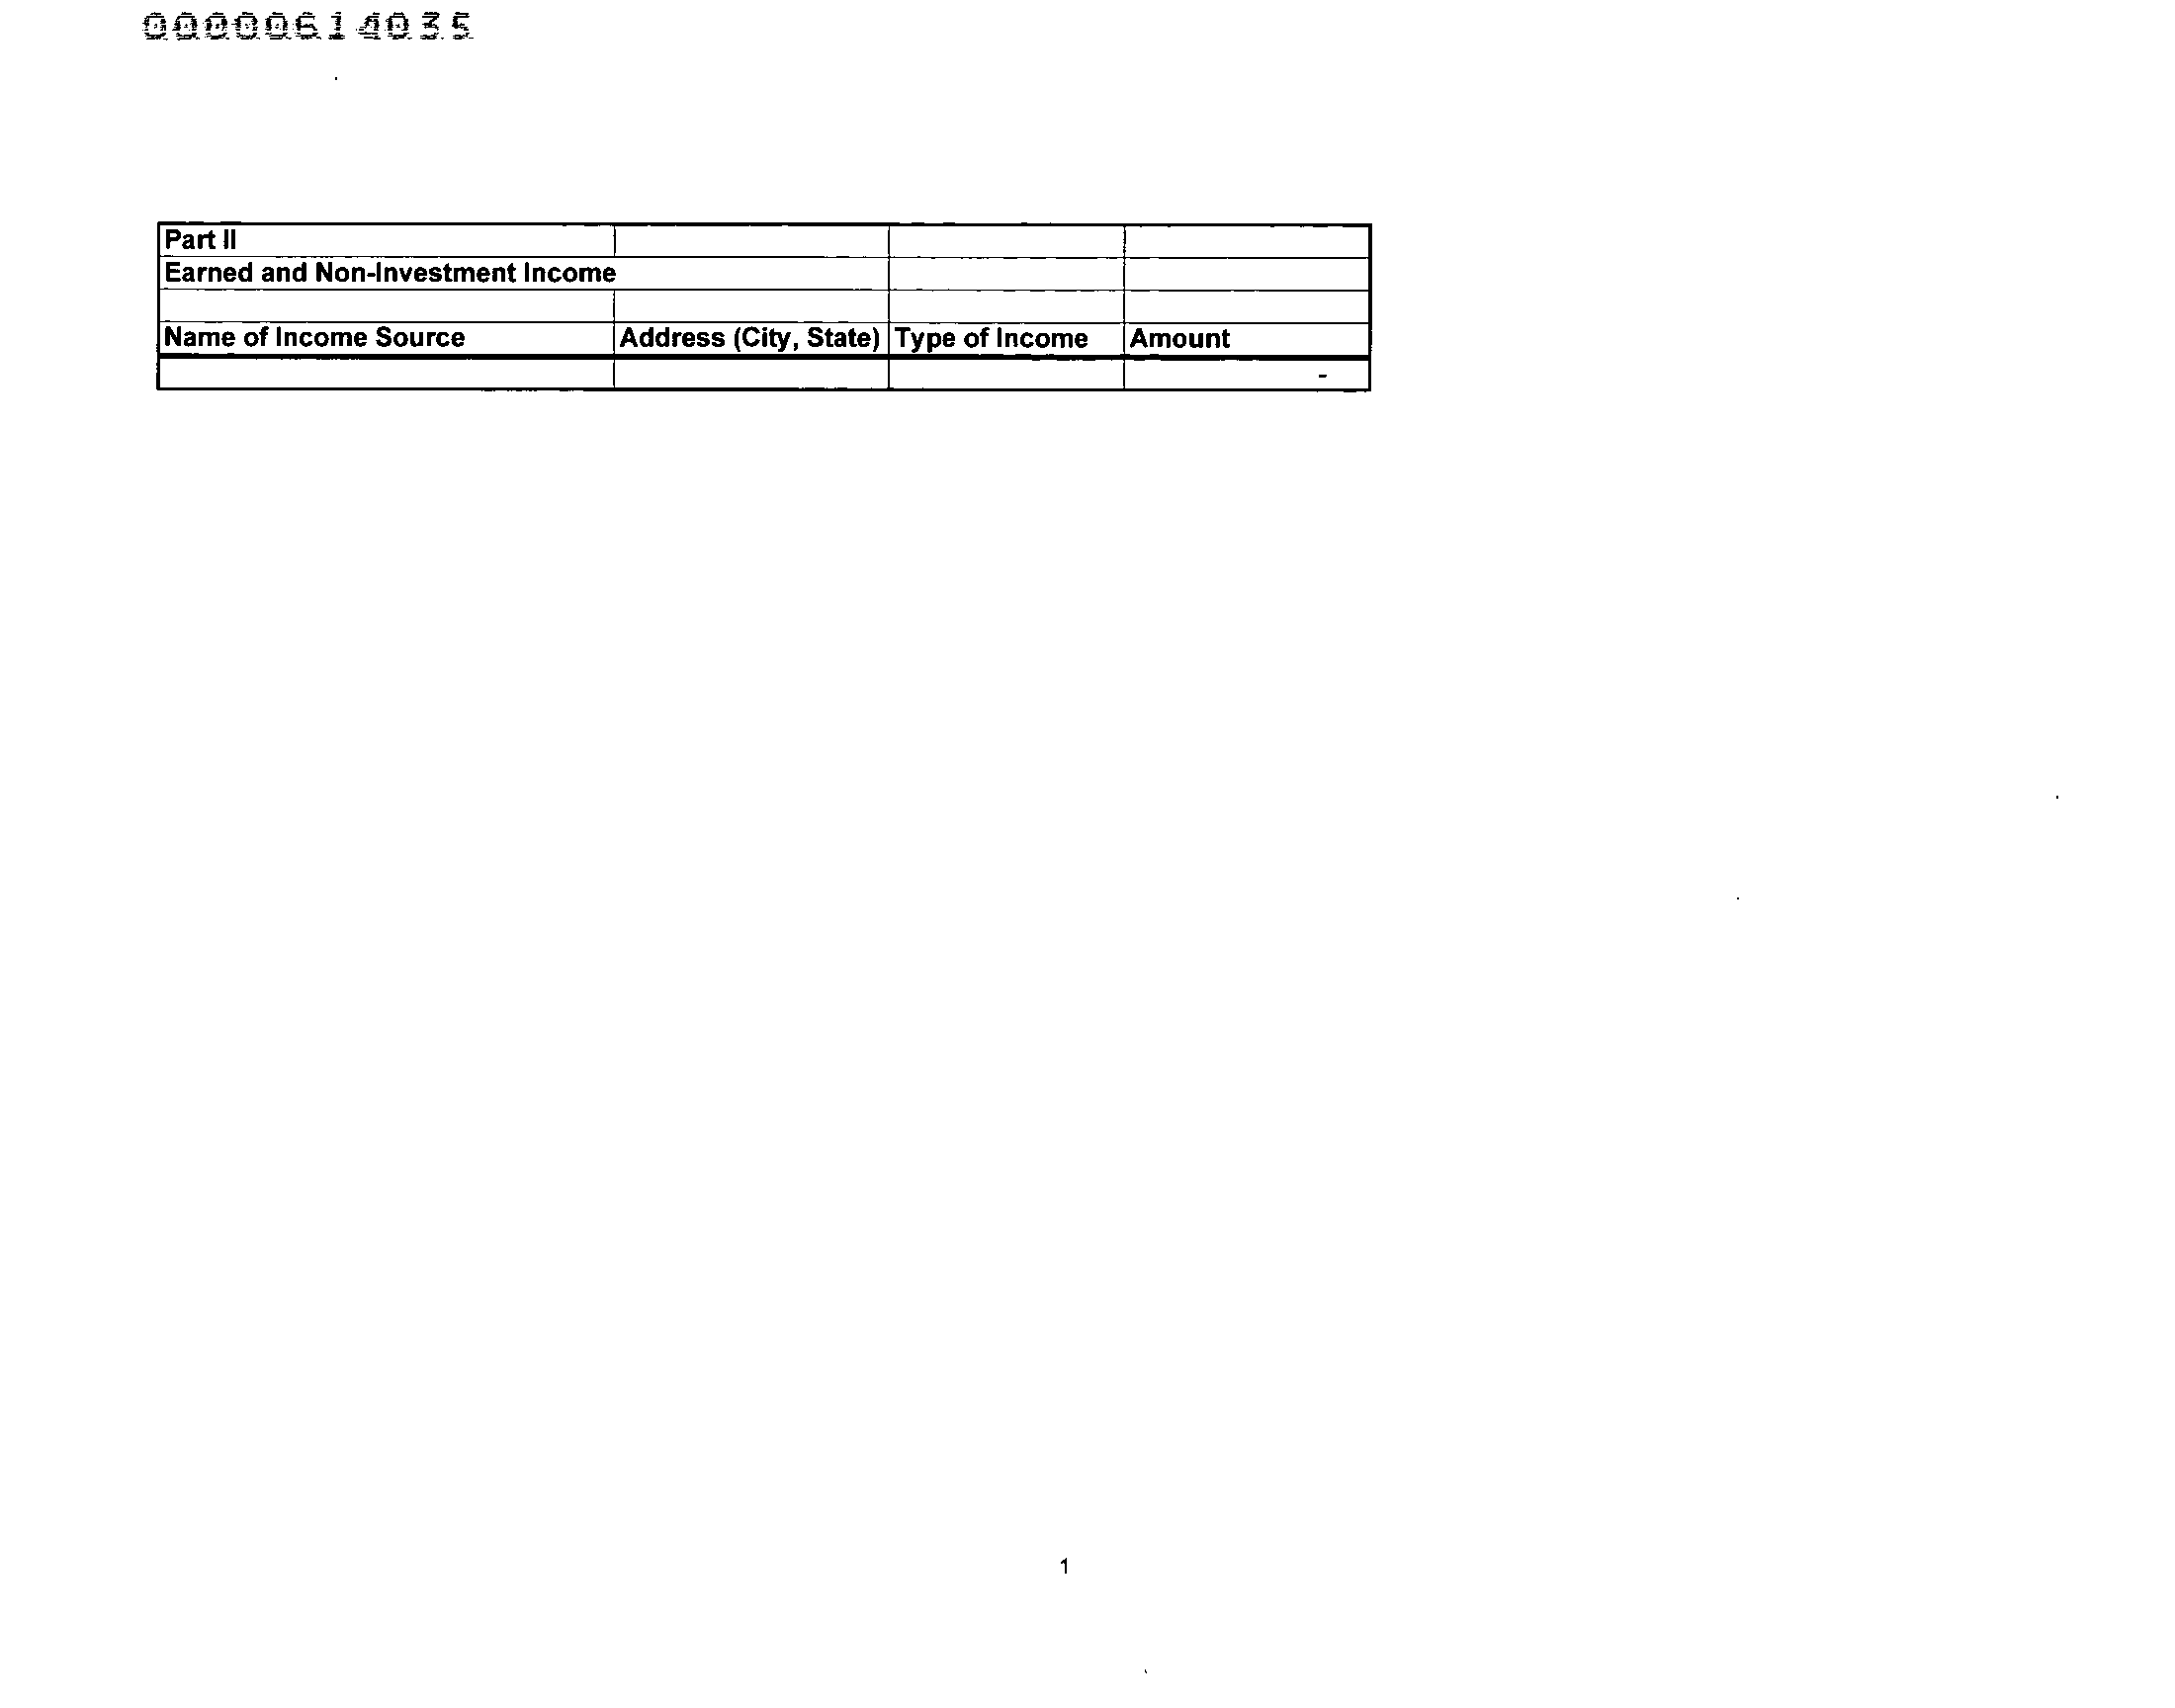 00000614035
Part II
Earned and Non-Investment Income
Name of Income Source Address (City, State) Type of Income Amount
-
1